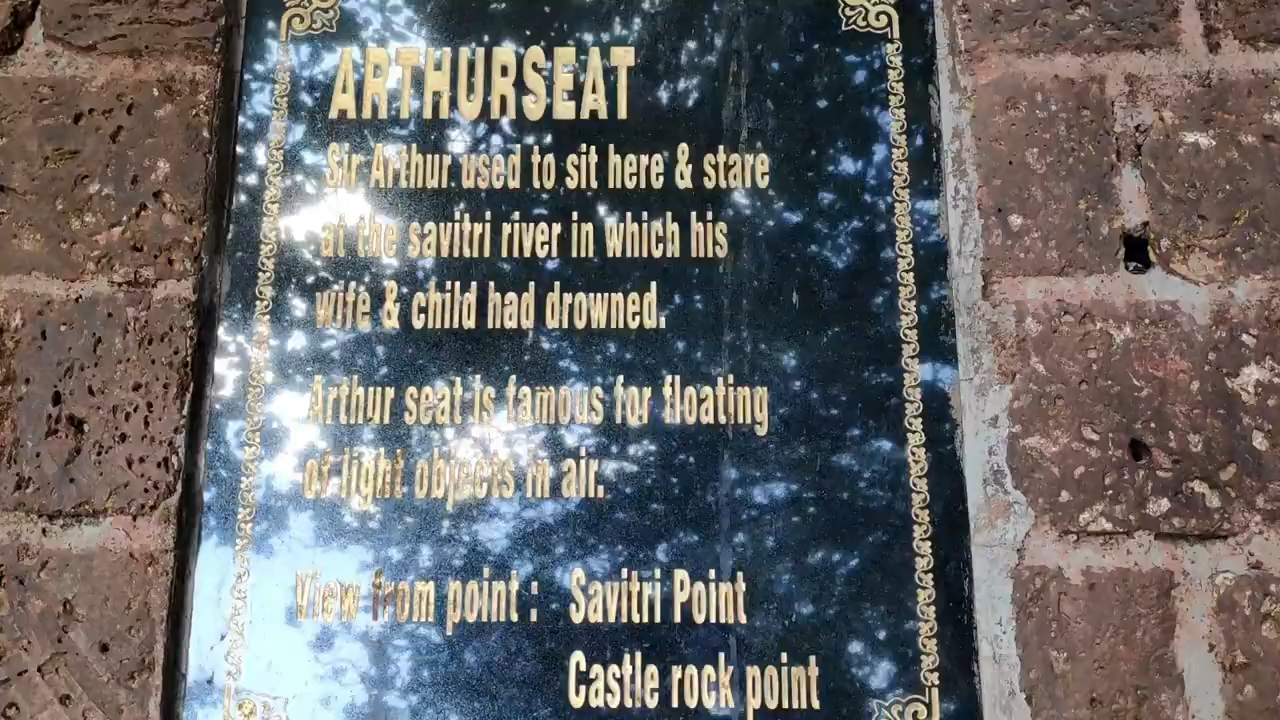 ARTHURSEAT
Sir Arthur used to sit here & stare
at the savitri river in which his
wife & child had drowned.
Arthur seat is famous for floating
of light objects in air.
View from point : Savitri Point
Castle rock point